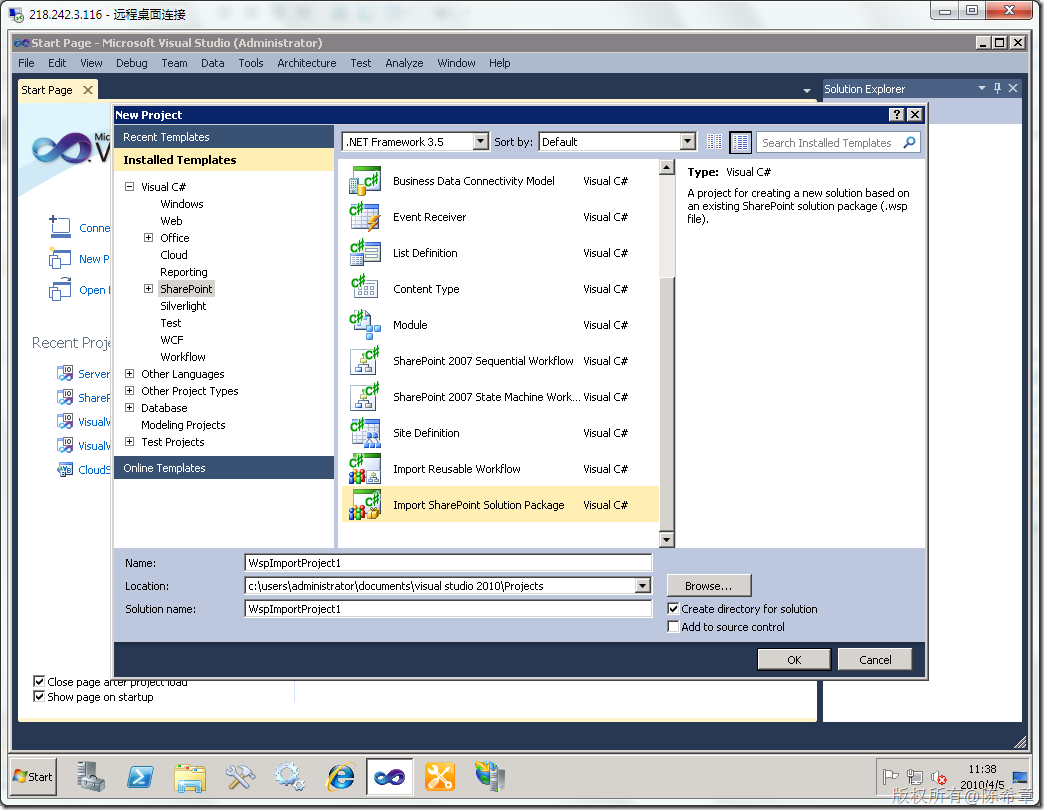 218.242.3.116 - 远程桌面连接
Start Page - Microsoft Visual Studio (Administrator)
File Edit View Debug Team Data Tools Architecture Test Analyze Window Help
Start Page
Solution Explorer
New Project
Recent Templates
Installed Templates
Visual C#
Windows
Web
Office
Cloud
Reporting
SharePoint
Silverlight
Test
WCF
Workflow
Other Languages
Other Project Types
Database
Modeling Projects
Test Projects
Online Templates
.NET Framework 3.5 Sort by: Default Search Installed Templates
Business Data Connectivity Model Visual C#
Event Receiver Visual C#
List Definition Visual C#
Content Type Visual C#
Module Visual C#
SharePoint 2007 Sequential Workflow Visual C#
SharePoint 2007 State Machine Work... Visual C#
Site Definition Visual C#
Import Reusable Workflow Visual C#
Import SharePoint Solution Package Visual C#
Type: Visual C#
A project for creating a new solution based on
an existing SharePoint solution package (.wsp
file).
Mic
V
Conne
New P
Open
Recent Proje
Server
ShareP
VisualW
VisualW
CloudS
Name: WspImportProject1
Location: c:\users\administrator\documents\visual studio 2010\Projects Browse...
Solution name: WspImportProject1
Create directory for solution
Add to source control
OK Cancel
Close page after project load
Show page on startup
Start
11:38
2010/4/5
版权所有@陈希章